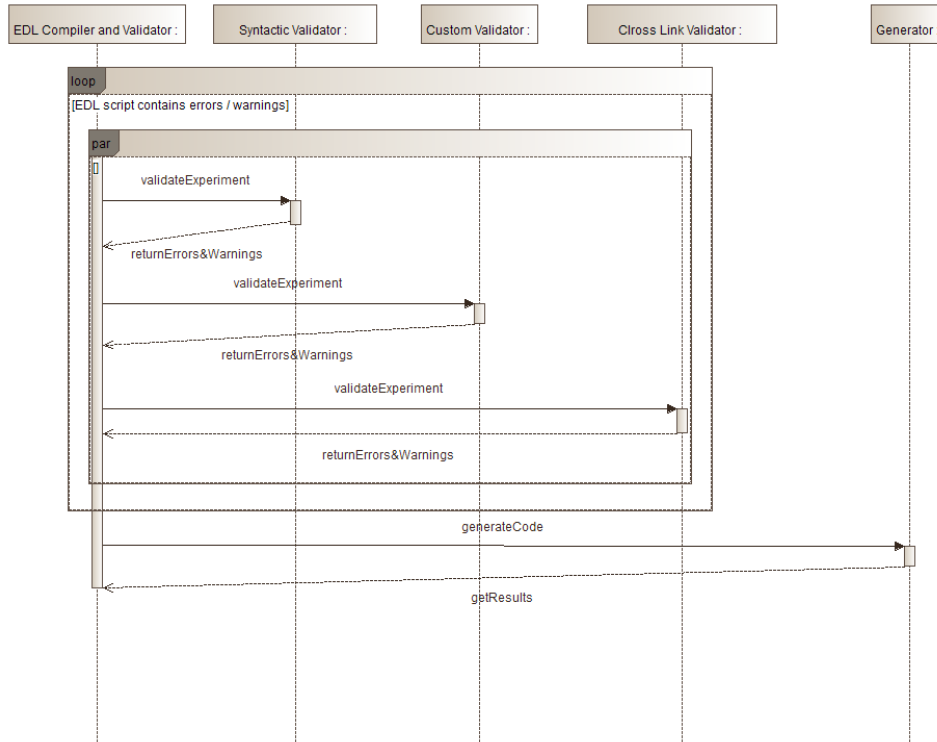 EDL Compiler and Validator :
Syntactic Validator :
Custom Validator :
Clross Link Validator :
Generator
loop
[EDL script contains errors / warnings]
par
[]
validateExperiment
returnErrors&Warnings
validateExperiment
returnErrors&Warnings
validateExperiment
returnErrors&Warnings
generateCode
getResults